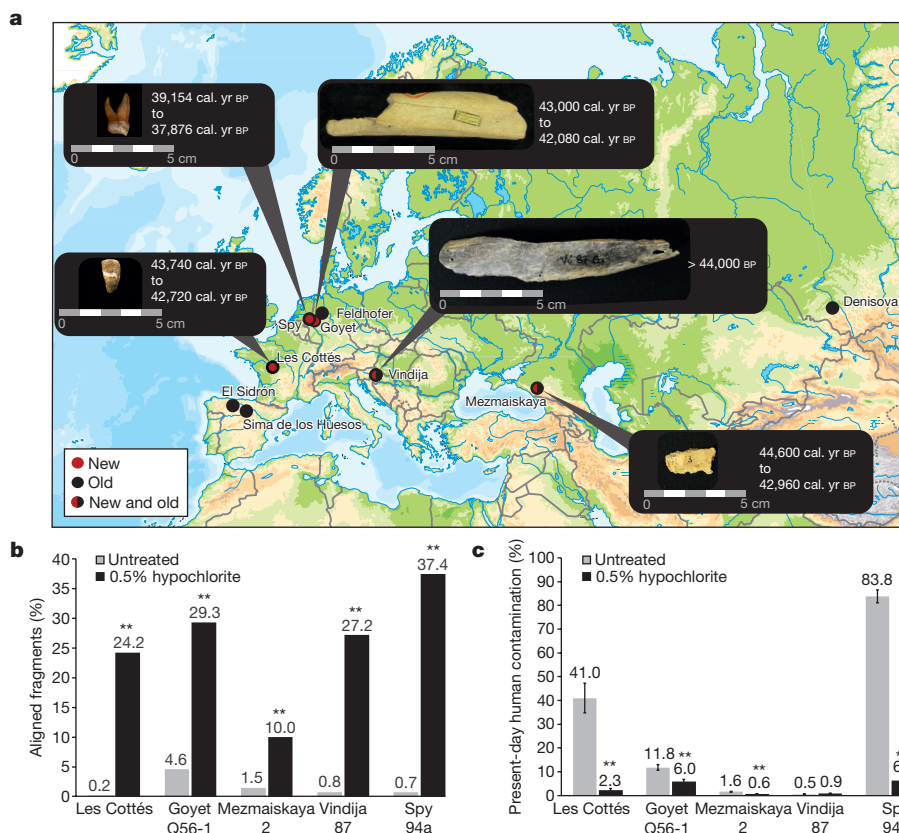 a
39,154 cal. yr BP
to
37,876 cal. yr BP
0 5 cm
43,000 cal. yr BP
to
42,080 cal. yr BP
0 5 cm
43,740 cal. yr BP
to
42,720 cal. yr BP
0 5 cm
> 44,000 BP
0 5 cm
Denisova
Feldhofer
Spy
Goyet
Les Cottés
Vindija
El Sidrón
Sima de los Huesos
Mezmaiskaya
44,600 cal. yr BP
to
42,960 cal. yr BP
0 5 cm
New
Old
New and old
b
Untreated
0.5% hypochlorite
Aligned fragments (%)
40
35
30
25
20
15
10
5
0
0.2
**
24.2
4.6
**
29.3
1.5
**
10.0
0.8
**
27.2
0.7
**
37.4
Les Cottés Goyet Mezmaiskaya Vindija Spy
Q56-1 2 87 94a
c
Untreated
0.5% hypochlorite
Present-day human contamination (%)
100
90
80
70
60
50
40
30
20
10
0
41.0
**
2.3
11.8
**
6.0
1.6
**
0.6
0.5
0.9
83.8
Les Cottés Goyet Mezmaiskaya Vindija
Q56-1 2 87 94